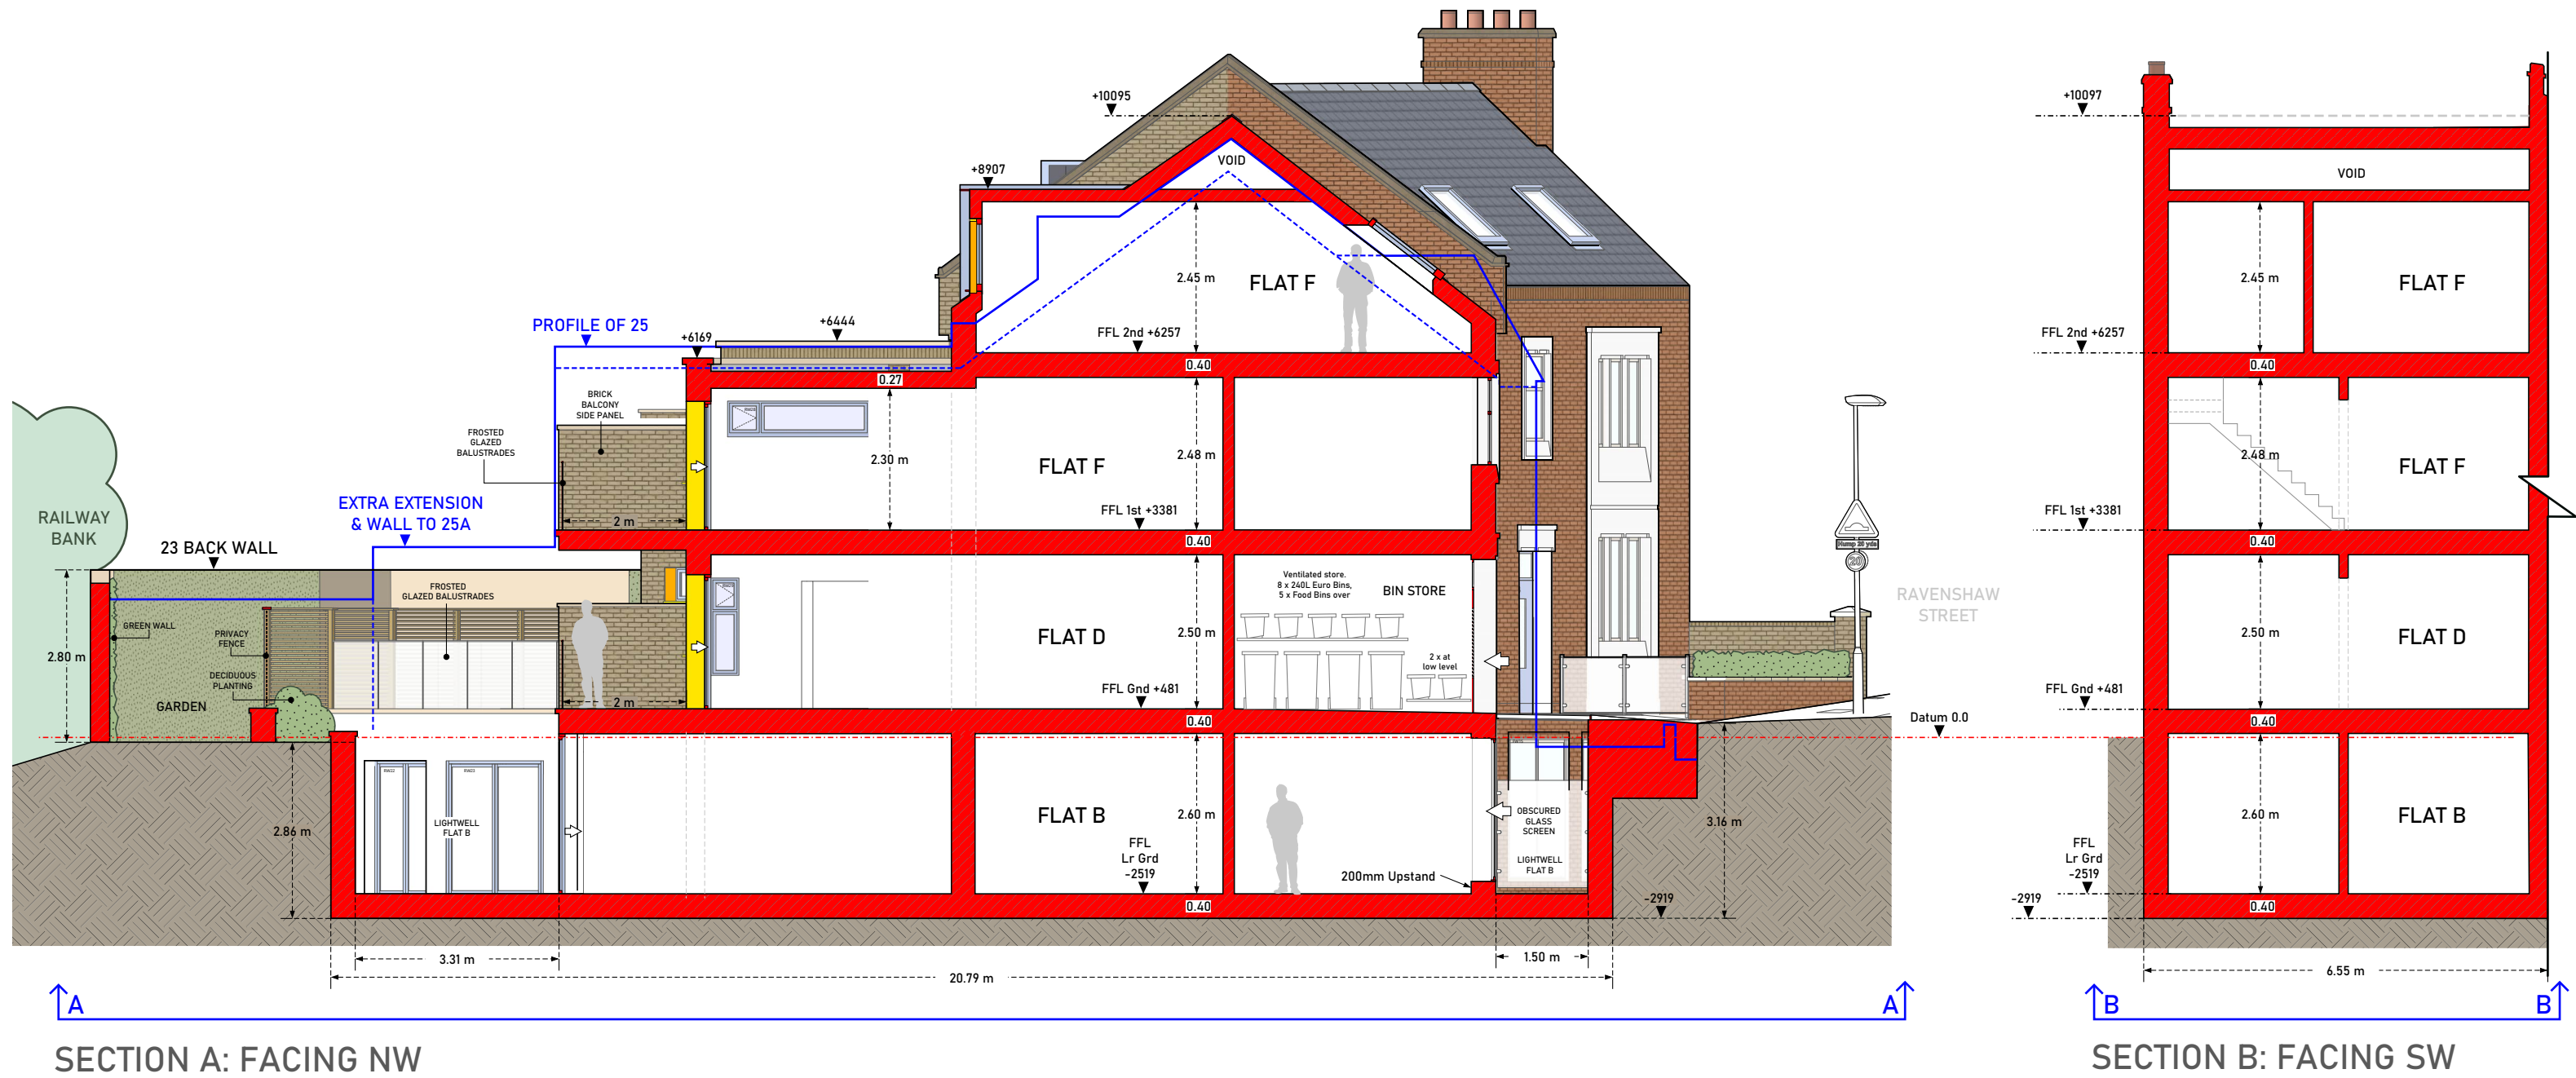 +10095
VOID
+8907
PROFILE OF 25
+6169
+6444
2.45 m
FLAT F
FFL 2nd +6257
0.40
0.27
BRICK
BALCONY
SIDE PANEL
FROSTED
GLAZED
BALUSTRADES
2.30 m
FLAT F
2.48 m
RAILWAY
BANK
EXTRA EXTENSION
& WALL TO 25A
2 m
FFL 1st +3381
0.40
23 BACK WALL
FROSTED
GLAZED BALUSTRADES
Ventilated store.
8 x 240L Euro Bins,
5 x Food Bins over
BIN STORE
Hump 20 yds
20
RAVENSHAW
STREET
GREEN WALL
PRIVACY
FENCE
2.80 m
FLAT D
2.50 m
2 x at
low level
DECIDUOUS
PLANTING
GARDEN
2 m
FFL Gnd +481
0.40
Datum 0.0
LIGHTWELL
FLAT B
2.86 m
FLAT B
2.60 m
OBSCURED
GLASS
SCREEN
LIGHTWELL
FLAT B
3.16 m
FFL
Lr Grd
-2519
200mm Upstand
0.40
-2919
3.31 m
1.50 m
20.79 m
A
A
SECTION A: FACING NW
+10097
VOID
2.45 m
FLAT F
FFL 2nd +6257
0.40
2.48 m
FLAT F
FFL 1st +3381
0.40
2.50 m
FLAT D
FFL Gnd +481
0.40
2.60 m
FLAT B
FFL
Lr Grd
-2519
-2919
0.40
6.55 m
B
B
SECTION B: FACING SW